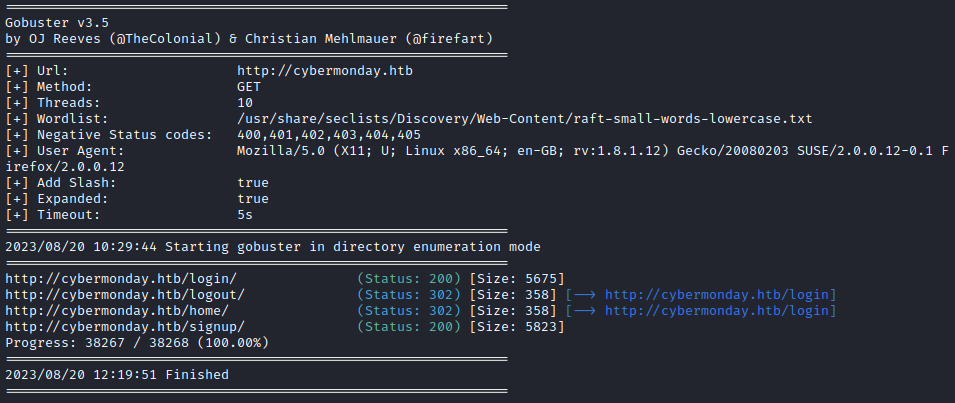 ===============================================================
Gobuster v3.5
by OJ Reeves (@TheColonial) & Christian Mehlmauer (@firefart)
===============================================================
[+] Url:                     http://cybermonday.htb
[+] Method:                  GET
[+] Threads:                 10
[+] Wordlist:                /usr/share/seclists/Discovery/Web-Content/raft-small-words-lowercase.txt
[+] Negative Status codes:   400,401,402,403,404,405
[+] User Agent:              Mozilla/5.0 (X11; U; Linux x86_64; en-GB; rv:1.8.1.12) Gecko/20080203 SUSE/2.0.0.12-0.1 F
irefox/2.0.0.12
[+] Add Slash:               true
[+] Expanded:                true
[+] Timeout:                 5s
===============================================================
2023/08/20 10:29:44 Starting gobuster in directory enumeration mode
===============================================================
http://cybermonday.htb/login/               (Status: 200) [Size: 5675]
http://cybermonday.htb/logout/              (Status: 302) [Size: 358] [--> http://cybermonday.htb/login]
http://cybermonday.htb/home/                (Status: 302) [Size: 358] [--> http://cybermonday.htb/login]
http://cybermonday.htb/signup/              (Status: 200) [Size: 5823]
Progress: 38267 / 38268 (100.00%)
===============================================================
2023/08/20 12:19:51 Finished
===============================================================